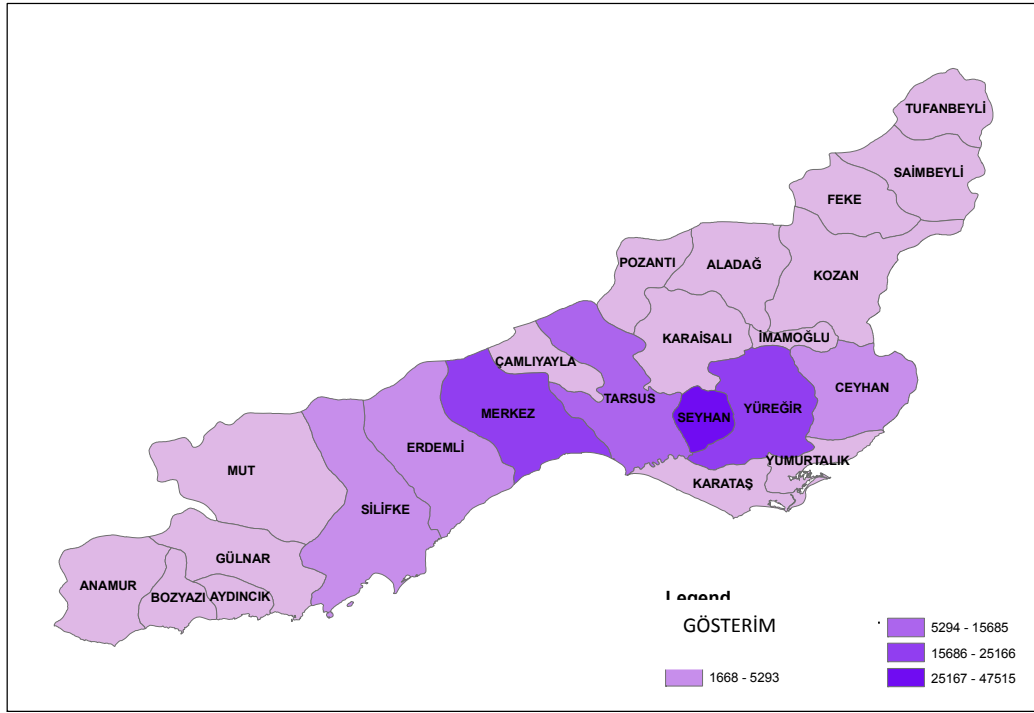 TUFANBEYLİ
SAİMBEYLİ
FEKE
POZANTI
ALADAĞ
KOZAN
KARAİSALI
İMAMOĞLU
ÇAMLIYAYLA
CEYHAN
TARSUS
MERKEZ
SEYHAN
YÜREĞİR
ERDEMLİ
YUMURTALIK
MUT
KARATAŞ
SİLİFKE
GÜLNAR
ANAMUR
BOZYAZI
AYDINCIK
Legend
GÖSTERİM
5294 - 15685
15686 - 25166
1668 - 5293
25167 - 47515